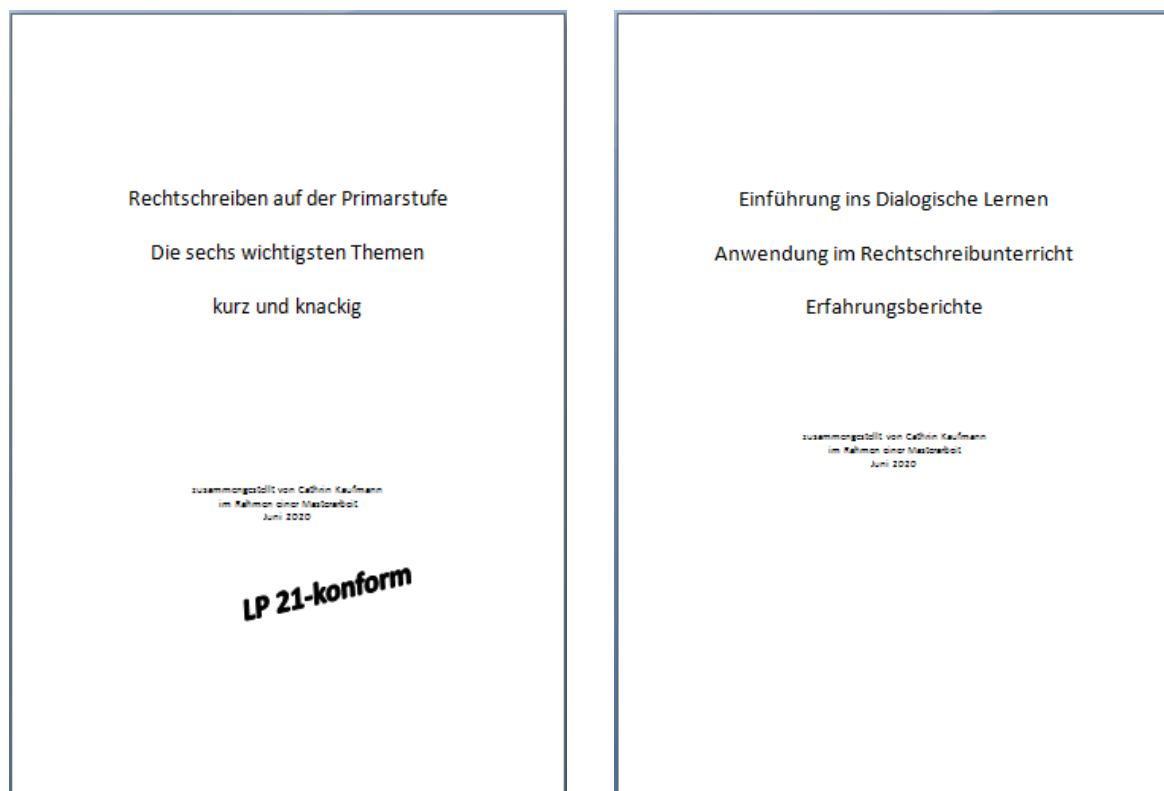 Rechtschreiben auf der Primarstufe
Die sechs wichtigsten Themen
kurz und knackig
zusammengestellt von Cathrin Kaufmann
im Rahmen einer Masterarbeit
Juni 2020
LP 21-konform
Einführung ins Dialogische Lernen
Anwendung im Rechtschreibunterricht
Erfahrungsberichte
zusammengestellt von Cathrin Kaufmann
im Rahmen einer Masterarbeit
Juni 2020